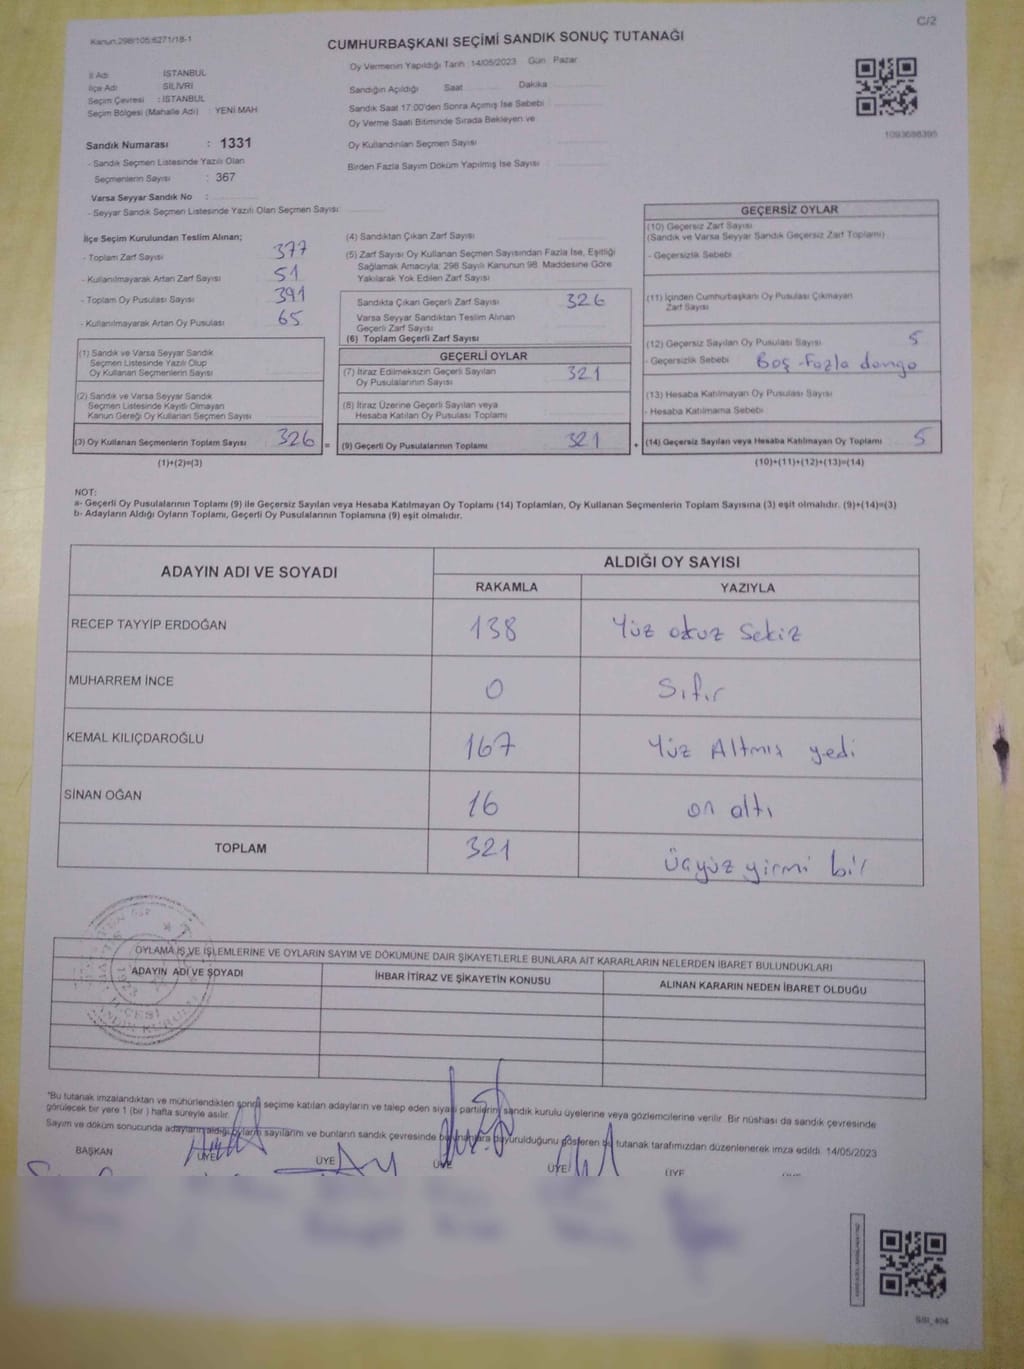 C/2
Kanun:298/105;6271/18-1
CUMHURBAŞKANI SEÇİMİ SANDIK SONUÇ TUTANAĞI
İl Adı İSTANBUL
İlçe Adı SİLİVRİ
Seçim Çevresi : İSTANBUL
Seçim Bölgesi (Mahalle Adı) : YENİ MAH
Sandık Numarası : 1331
- Sandık Seçmen Listesinde Yazılı Olan
Seçmenlerin Sayısı : 367
Varsa Seyyar Sandık No :
- Seyyar Sandık Seçmen Listesinde Yazılı Olan Seçmen Sayısı:
Oy Vermenin Yapıldığı Tarih :14/05/2023 Gün : Pazar
Sandığın Açıldığı Saat Dakika
Sandık Saat 17:00'den Sonra Açımış İse Sebebi :
Oy Verme Saati Bitiminde Sırada Bekleyen ve
Oy Kullandırılan Seçmen Sayısı
Birden Fazla Sayım Döküm Yapılmış İse Sayısı :
1093688395
İlçe Seçim Kurulundan Teslim Alınan;
- Toplam Zarf Sayısı 377
- Kullanılmayarak Artan Zarf Sayısı 51
- Toplam Oy Pusulası Sayısı 391
- Kullanılmayarak Artan Oy Pusulası 65
(1) Sandık ve Varsa Seyyar Sandık
Seçmen Listesinde Yazılı Olup
Oy Kullanan Seçmenlerin Sayısı
(2) Sandık ve Varsa Seyyar Sandık
Seçmen Listesinde Kayıtlı Olmayan
Kanun Gereği Oy Kullanan Seçmen Sayısı
(3) Oy Kullanan Seçmenlerin Toplam Sayısı 326 =
(1)+(2)=(3)
(4) Sandıktan Çıkan Zarf Sayısı
(5) Zarf Sayısı Oy Kullanan Seçmen Sayısından Fazla İse, Eşitliği
Sağlamak Amacıyla; 298 Sayılı Kanunun 98. Maddesine Göre
Yakılarak Yok Edilen Zarf Sayısı
Sandıkta Çıkan Geçerli Zarf Sayısı 326
Varsa Seyyar Sandıktan Teslim Alınan
Geçerli Zarf Sayısı
(6) Toplam Geçerli Zarf Sayısı
GEÇERLİ OYLAR
(7) İtiraz Edilmeksizin Geçerli Sayılan
Oy Pusulalarının Sayısı 321
(8) İtiraz Üzerine Geçerli Sayılan veya
Hesaba Katılan Oy Pusulaları Toplamı
(9) Geçerli Oy Pusulalarının Toplamı 321 +
GEÇERSİZ OYLAR
(10) Geçersiz Zarf Sayısı
(Sandık ve Varsa Seyyar Sandık Geçersiz Zarf Toplamı)
- Geçersizlik Sebebi :
(11) İçinden Cumhurbaşkanı Oy Pusulası Çıkmayan
Zarf Sayısı
(12) Geçersiz Sayılan Oy Pusulası Sayısı 5
- Geçersizlik Sebebi : Boş - Fazla damga
(13) Hesaba Katılmayan Oy Pusulası Sayısı
- Hesaba Katılmama Sebebi :
(14) Geçersiz Sayılan veya Hesaba Katılmayan Oy Toplamı 5
(10)+(11)+(12)+(13)=(14)
NOT:
a- Geçerli Oy Pusulalarının Toplamı (9) ile Geçersiz Sayılan veya Hesaba Katılmayan Oy Toplamı (14) Toplamları, Oy Kullanan Seçmenlerin Toplam Sayısına (3) eşit olmalıdır. (9)+(14)=(3)
b- Adayların Aldığı Oyların Toplamı, Geçerli Oy Pusulalarının Toplamına (9) eşit olmalıdır.
ADAYIN ADI VE SOYADI
ALDIĞI OY SAYISI
RAKAMLA YAZIYLA
RECEP TAYYİP ERDOĞAN 138 Yüz otuz sekiz
MUHARREM İNCE 0 Sıfır
KEMAL KILIÇDAROĞLU 167 Yüz Altmış yedi
SİNAN OĞAN 16 on altı
TOPLAM 321 üçyüz yirmi bir
OYLAMA İŞ VE İŞLEMLERİNE VE OYLARIN SAYIM VE DÖKÜMÜNE DAİR ŞİKAYETLERLE BUNLARA AİT KARARLARIN NELERDEN İBARET BULUNDUKLARI
ADAYIN ADI VE SOYADI İHBAR İTİRAZ VE ŞİKAYETİN KONUSU ALINAN KARARIN NEDEN İBARET OLDUĞU
*Bu tutanak imzalandıktan ve mühürlendikten sonra seçime katılan adayların ve talep eden siyasi partilerin sandık kurulu üyelerine veya gözlemcilerine verilir. Bir nüshası da sandık çevresinde
görülecek bir yere 1 (bir ) hafta süreyle asılır.
Sayım ve döküm sonucunda adayların aldığı oyların sayılarını ve bunların sandık çevresinde bulunanlara duyurulduğunu gösteren bu tutanak tarafımızdan düzenlenerek imza edildi. 14/05/2023
BAŞKAN ÜYE ÜYE ÜYE ÜYE ÜYE